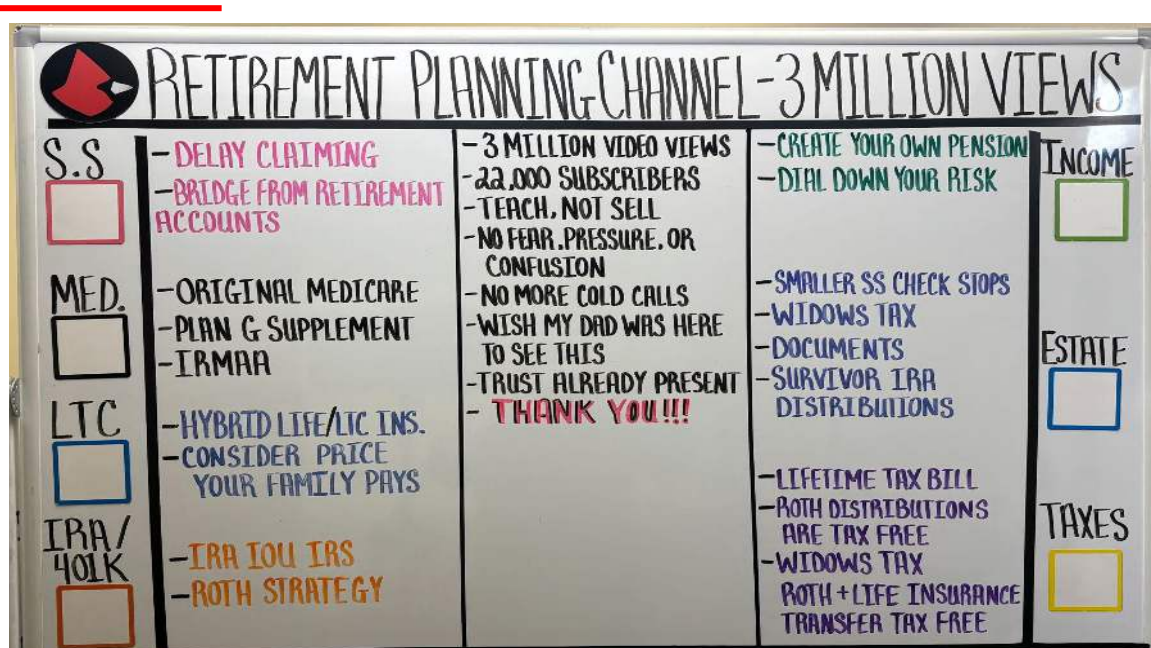 RETIREMENT PLANNING CHANNEL - 3 MILLION VIEWS
S.S
- DELAY CLAIMING
- BRIDGE FROM RETIREMENT
ACCOUNTS
MED.
- ORIGINAL MEDICARE
- PLAN G SUPPLEMENT
- IRMAA
LTC
- HYBRID LIFE/LTC INS.
- CONSIDER PRICE
YOUR FAMILY PAYS
IRA/
401K
- IRA IOU IRS
- ROTH STRATEGY
- 3 MILLION VIDEO VIEWS
- 22,000 SUBSCRIBERS
- TEACH, NOT SELL
- NO FEAR, PRESSURE, OR
CONFUSION
- NO MORE COLD CALLS
- WISH MY DAD WAS HERE
TO SEE THIS
- TRUST ALREADY PRESENT
- THANK YOU!!!
- CREATE YOUR OWN PENSION
- DIAL DOWN YOUR RISK
INCOME
- SMALLER SS CHECK STOPS
- WIDOWS TAX
- DOCUMENTS
- SURVIVOR IRA
DISTRIBUTIONS
ESTATE
- LIFETIME TAX BILL
- ROTH DISTRIBUTIONS
ARE TAX FREE
- WIDOWS TAX
ROTH + LIFE INSURANCE
TRANSFER TAX FREE
TAXES